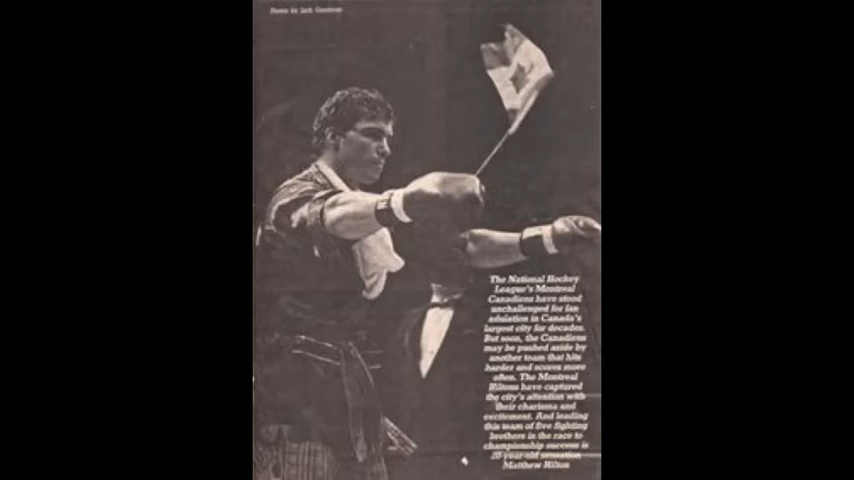 Photos by Jack Goodman
The National Hockey
League's Montreal
Canadiens have stood
unchallenged for fan
adulation in Canada's
largest city for decades.
But soon, the Canadiens
may be pushed aside by
another team that hits
harder and scores more
often. The Montreal
Hiltons have captured
the city's attention with
their charisma and
excitement. And leading
this team of five fighting
brothers in the race to
championship success is
20-year-old sensation
Matthew Hilton